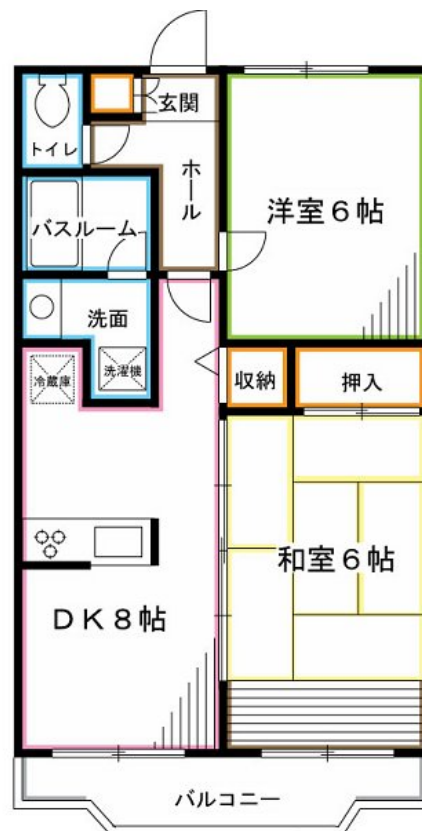 玄関
トイレ
ホール
洋室6帖
バスルーム
洗面
洗濯機
冷蔵庫
収納
押入
和室6帖
DK8帖
バルコニー